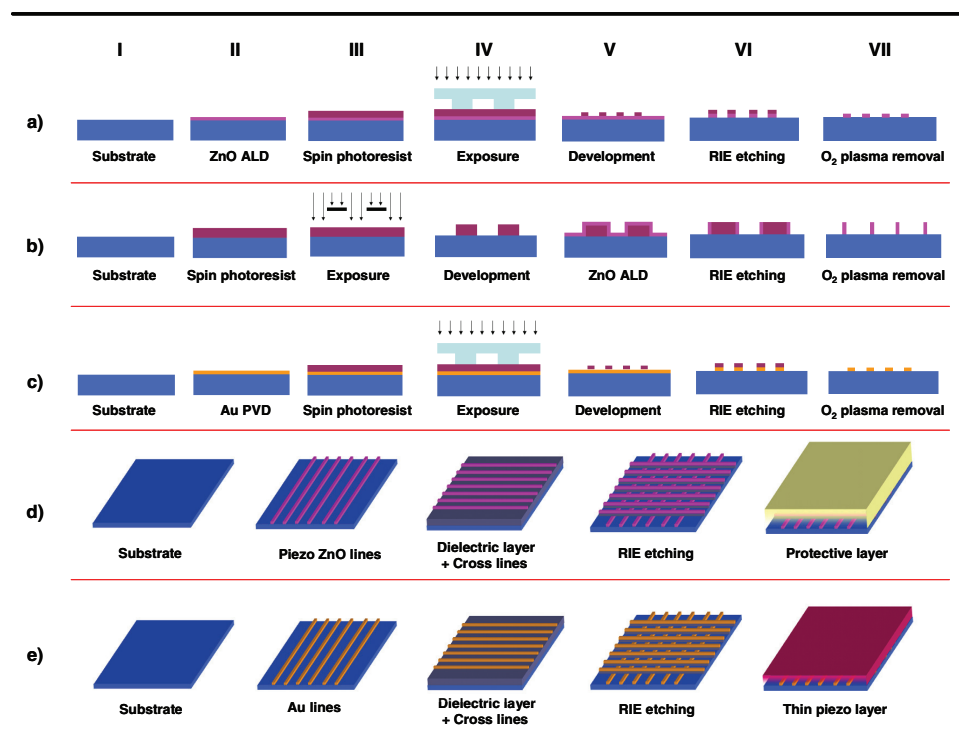 I II III IV V VI VII
a)
Substrate ZnO ALD Spin photoresist Exposure Development RIE etching O₂ plasma removal
b)
Substrate Spin photoresist Exposure Development ZnO ALD RIE etching O₂ plasma removal
c)
Substrate Au PVD Spin photoresist Exposure Development RIE etching O₂ plasma removal
d)
Substrate Piezo ZnO lines Dielectric layer RIE etching Protective layer
+ Cross lines
e)
Substrate Au lines Dielectric layer RIE etching Thin piezo layer
+ Cross lines